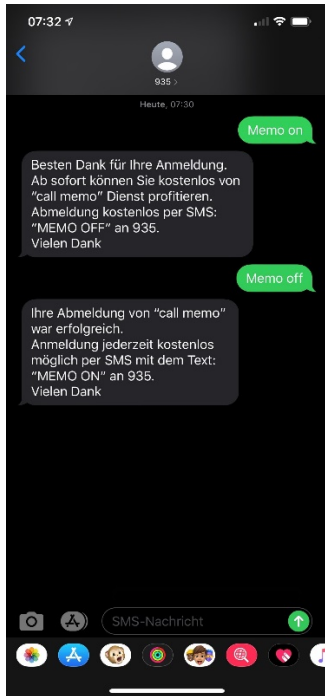 07:32
935 >
Heute, 07:30
Memo on
Besten Dank für Ihre Anmeldung.
Ab sofort können Sie kostenlos von
"call memo" Dienst profitieren.
Abmeldung kostenlos per SMS:
"MEMO OFF" an 935.
Vielen Dank
Memo off
Ihre Abmeldung von "call memo"
war erfolgreich.
Anmeldung jederzeit kostenlos
möglich per SMS mit dem Text:
"MEMO ON" an 935.
Vielen Dank
SMS-Nachricht